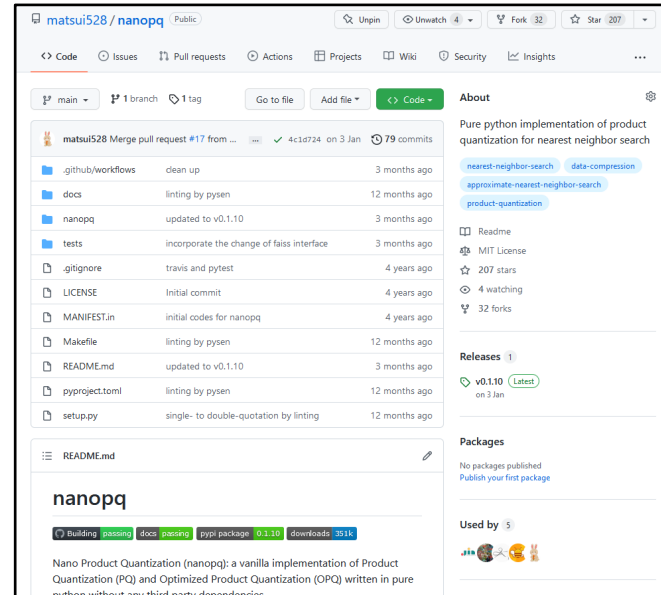 matsui528 / nanopq Public
Unpin Unwatch 4 Fork 32 Star 207
Code Issues Pull requests Actions Projects Wiki Security Insights ...
main 1 branch 1 tag Go to file Add file Code
matsui528 Merge pull request #17 from ... ... 4c1d724 on 3 Jan 79 commits
.github/workflows clean up 3 months ago
docs linting by pysen 12 months ago
nanopq updated to v0.1.10 3 months ago
tests incorporate the change of faiss interface 3 months ago
.gitignore travis and pytest 4 years ago
LICENSE Initial commit 4 years ago
MANIFEST.in initial codes for nanopq 4 years ago
Makefile linting by pysen 12 months ago
README.md updated to v0.1.10 3 months ago
pyproject.toml linting by pysen 12 months ago
setup.py single- to double-quotation by linting 12 months ago
README.md
nanopq
Building passing docs passing pypi package 0.1.10 downloads 351k
Nano Product Quantization (nanopq): a vanilla implementation of Product
Quantization (PQ) and Optimized Product Quantization (OPQ) written in pure
python without any third party dependencies
About
Pure python implementation of product
quantization for nearest neighbor search
nearest-neighbor-search data-compression
approximate-nearest-neighbor-search
product-quantization
Readme
MIT License
207 stars
4 watching
32 forks
Releases 1
v0.1.10 Latest
on 3 Jan
Packages
No packages published
Publish your first package
Used by 5